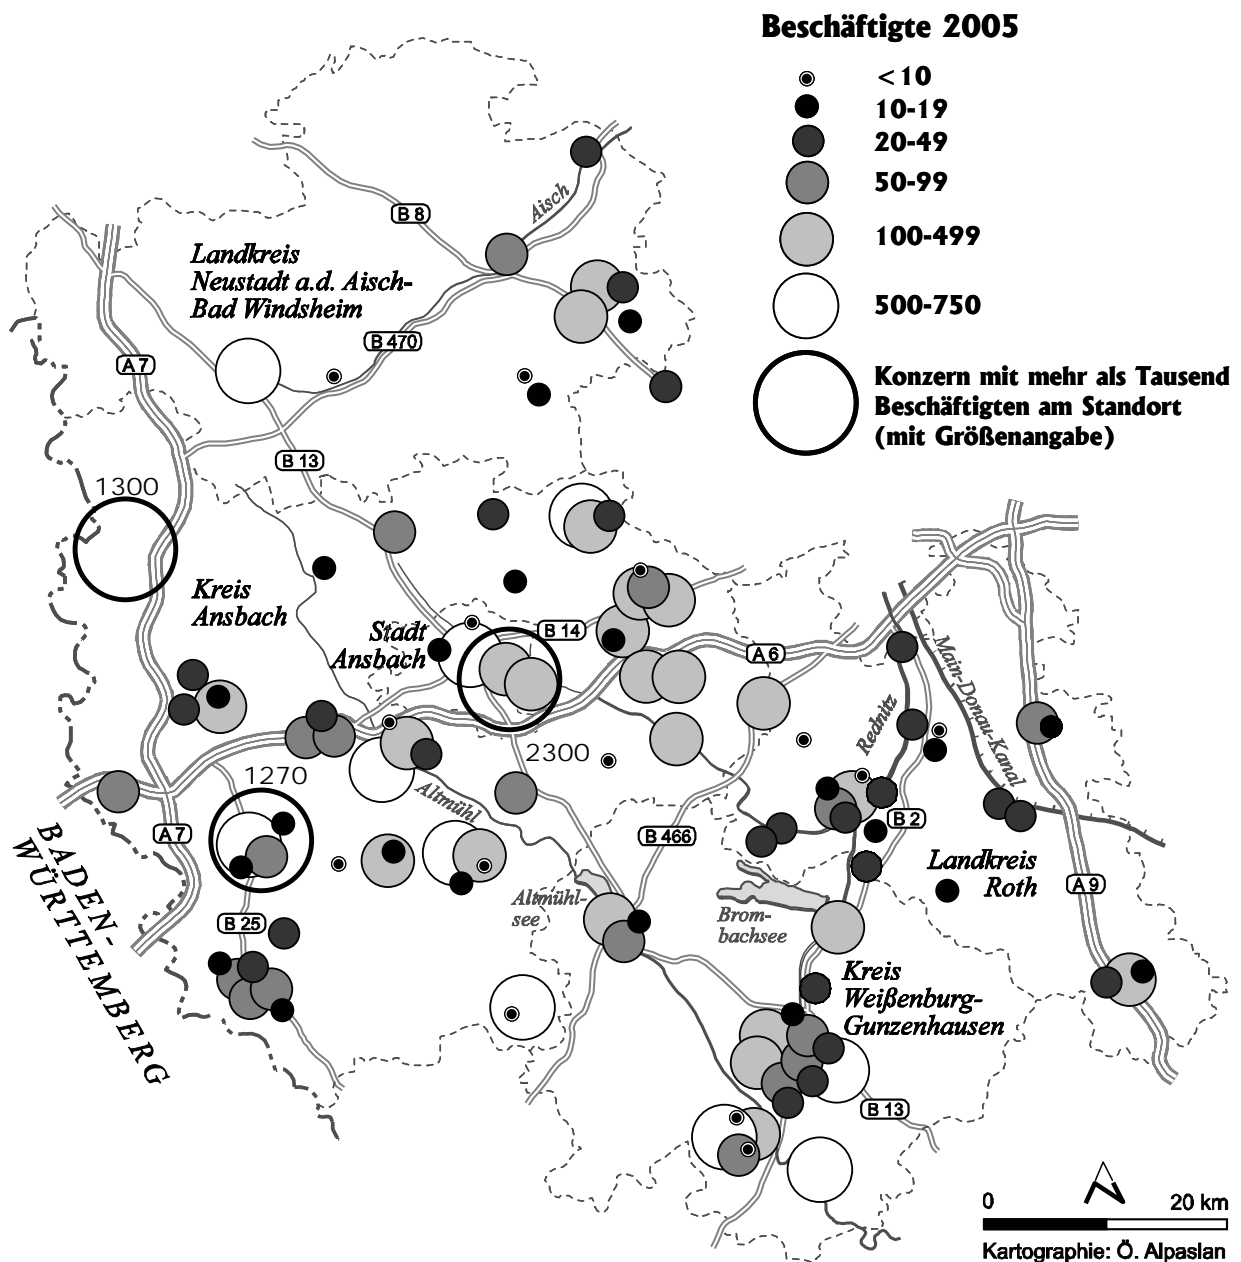 Beschäftigte 2005
<10
10-19
20-49
50-99
100-499
500-750
Konzern mit mehr als Tausend
Beschäftigten am Standort
(mit Größenangabe)
Aisch
B 8
Landkreis
Neustadt a.d. Aisch-
Bad Windsheim
B 470
A 7
B 13
1300
Kreis
Ansbach
Stadt
Ansbach
B 14
A 6
Main-Donau-Kanal
Rednitz
2300
1270
Altmühl
A 7
B 466
B 2
BADEN-
WÜRTTEMBERG
Landkreis
Roth
A 9
Altmühl-
see
Brom-
bachsee
B 25
Kreis
Weißenburg-
Gunzenhausen
B 13
0 20 km
Kartographie: Ö. Alpaslan